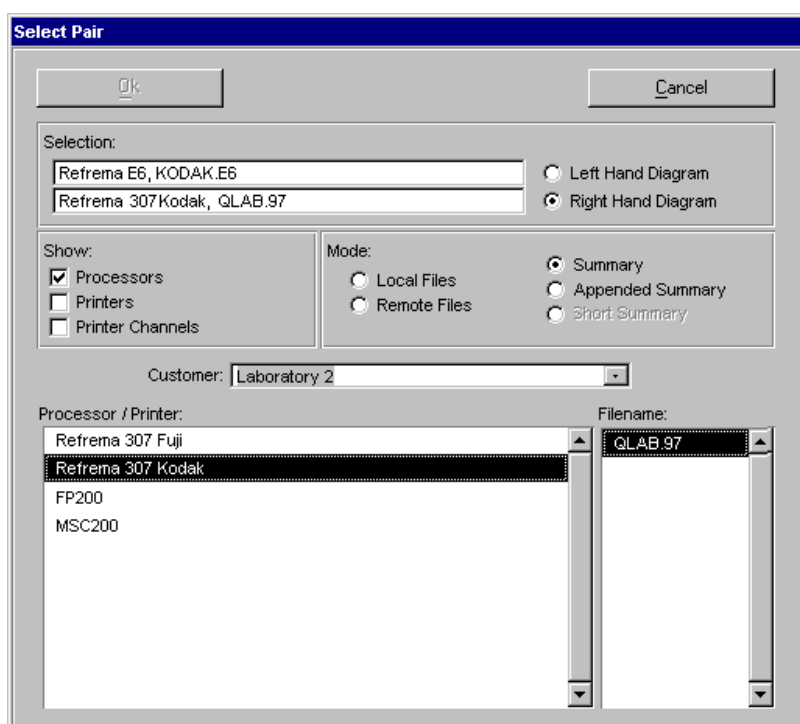 Select Pair
Ok
Cancel
Selection:
Refrema E6, KODAK.E6
Left Hand Diagram
Refrema 307Kodak, QLAB.97
Right Hand Diagram
Show:
Processors
Printers
Printer Channels
Mode:
Local Files
Remote Files
Summary
Appended Summary
Short Summary
Customer: Laboratory 2
Processor / Printer:
Refrema 307 Fuji
Refrema 307 Kodak
FP200
MSC200
Filename:
QLAB.97